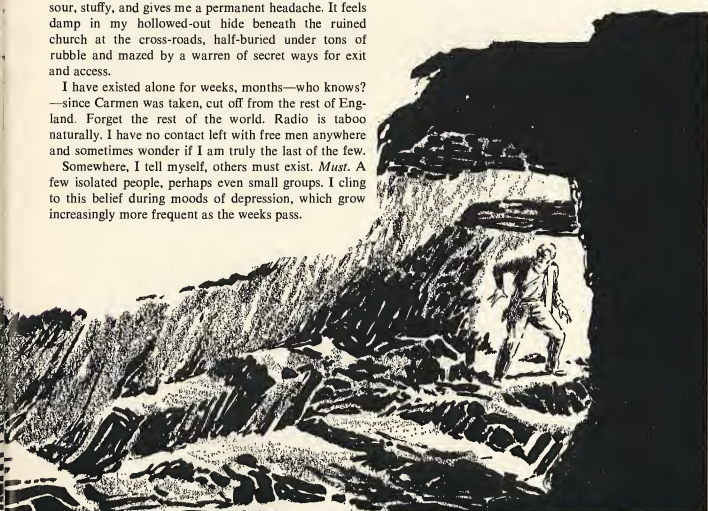 sour, stuffy, and gives me a permanent headache. It feels
damp in my hollowed-out hide beneath the ruined
church at the cross-roads, half-buried under tons of
rubble and mazed by a warren of secret ways for exit
and access.
I have existed alone for weeks, months—who knows?
—since Carmen was taken, cut off from the rest of Eng-
land. Forget the rest of the world. Radio is taboo
naturally. I have no contact left with free men anywhere
and sometimes wonder if I am truly the last of the few.
Somewhere, I tell myself, others must exist. Must. A
few isolated people, perhaps even small groups. I cling
to this belief during moods of depression, which grow
increasingly more frequent as the weeks pass.